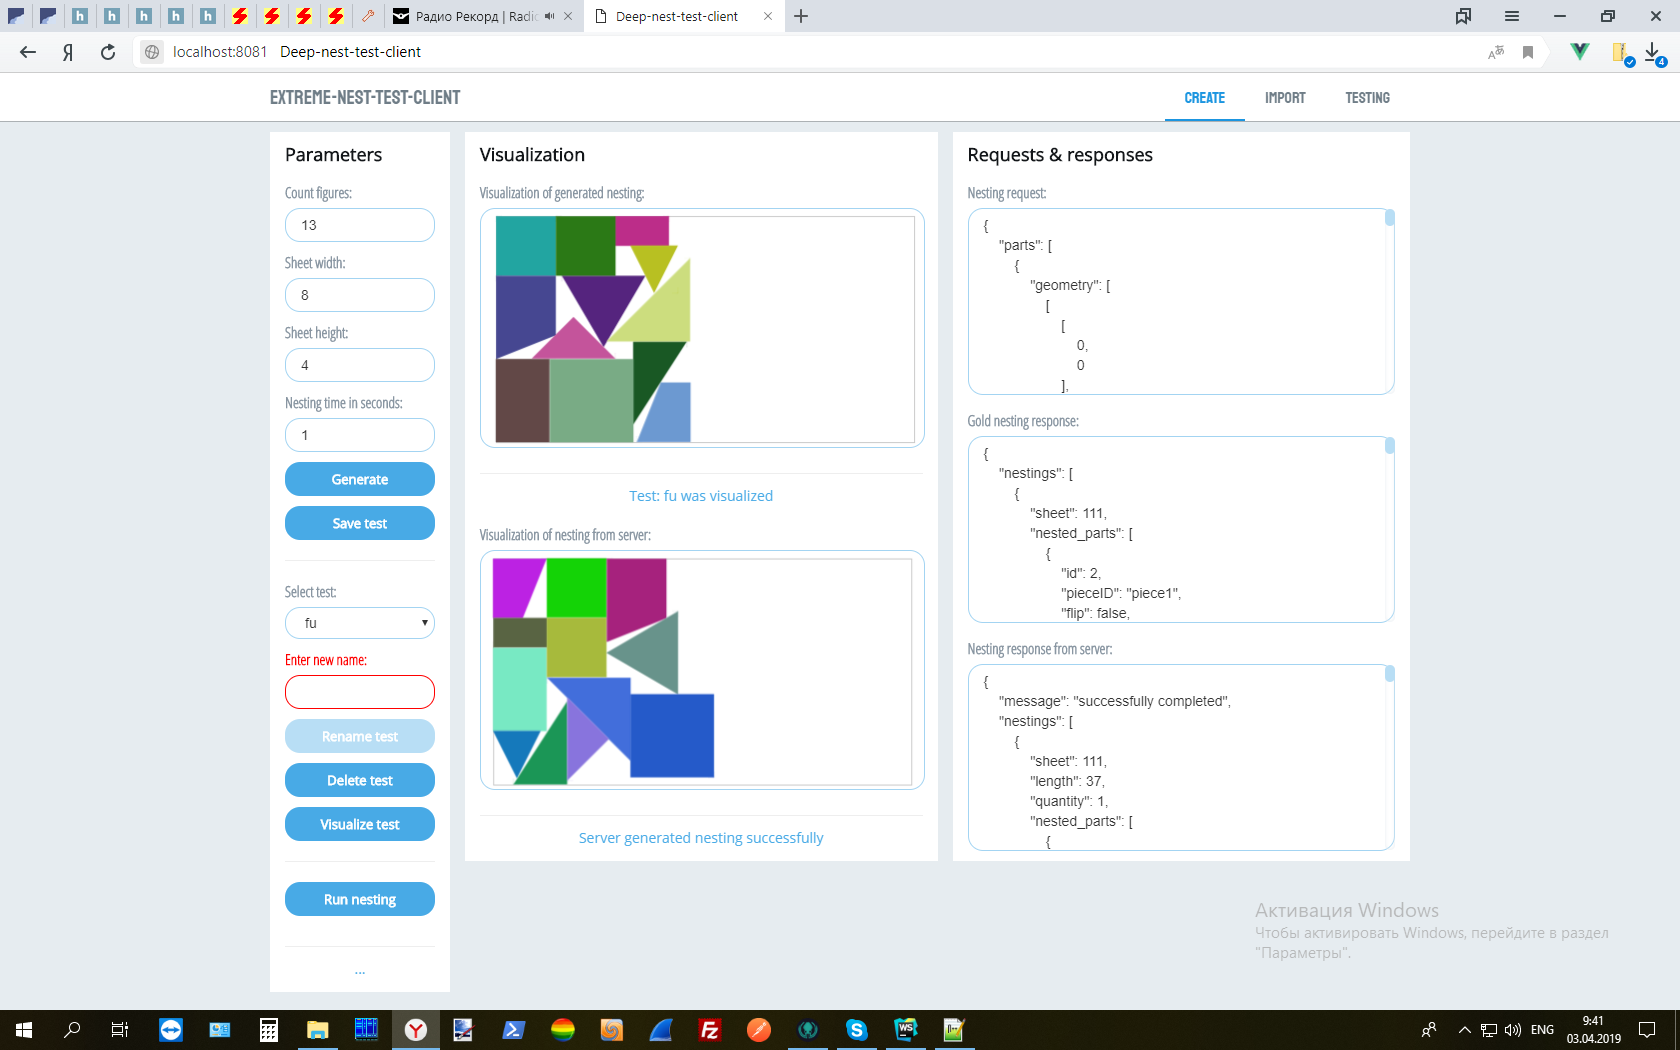 Радио Рекорд | Radio
Deep-nest-test-client
localhost:8081 Deep-nest-test-client
4
EXTREME-NEST-TEST-CLIENT
CREATE
IMPORT
TESTING
Parameters
Count figures:
13
Sheet width:
8
Sheet height:
4
Nesting time in seconds:
1
Generate
Save test
Select test:
fu
Enter new name:
Rename test
Delete test
Visualize test
Run nesting
...
Visualization
Visualization of generated nesting:
Test: fu was visualized
Visualization of nesting from server:
Server generated nesting successfully
Requests & responses
Nesting request:
{
"parts": [
{
"geometry": [
[
[
0,
0
],
Gold nesting response:
{
"nestings": [
{
"sheet": 111,
"nested_parts": [
{
"id": 2,
"pieceID": "piece1",
"flip": false,
Nesting response from server:
{
"message": "successfully completed",
"nestings": [
{
"sheet": 111,
"length": 37,
"quantity": 1,
"nested_parts": [
{
Активация Windows
Чтобы активировать Windows, перейдите в раздел
"Параметры".
ENG
9:41
03.04.2019